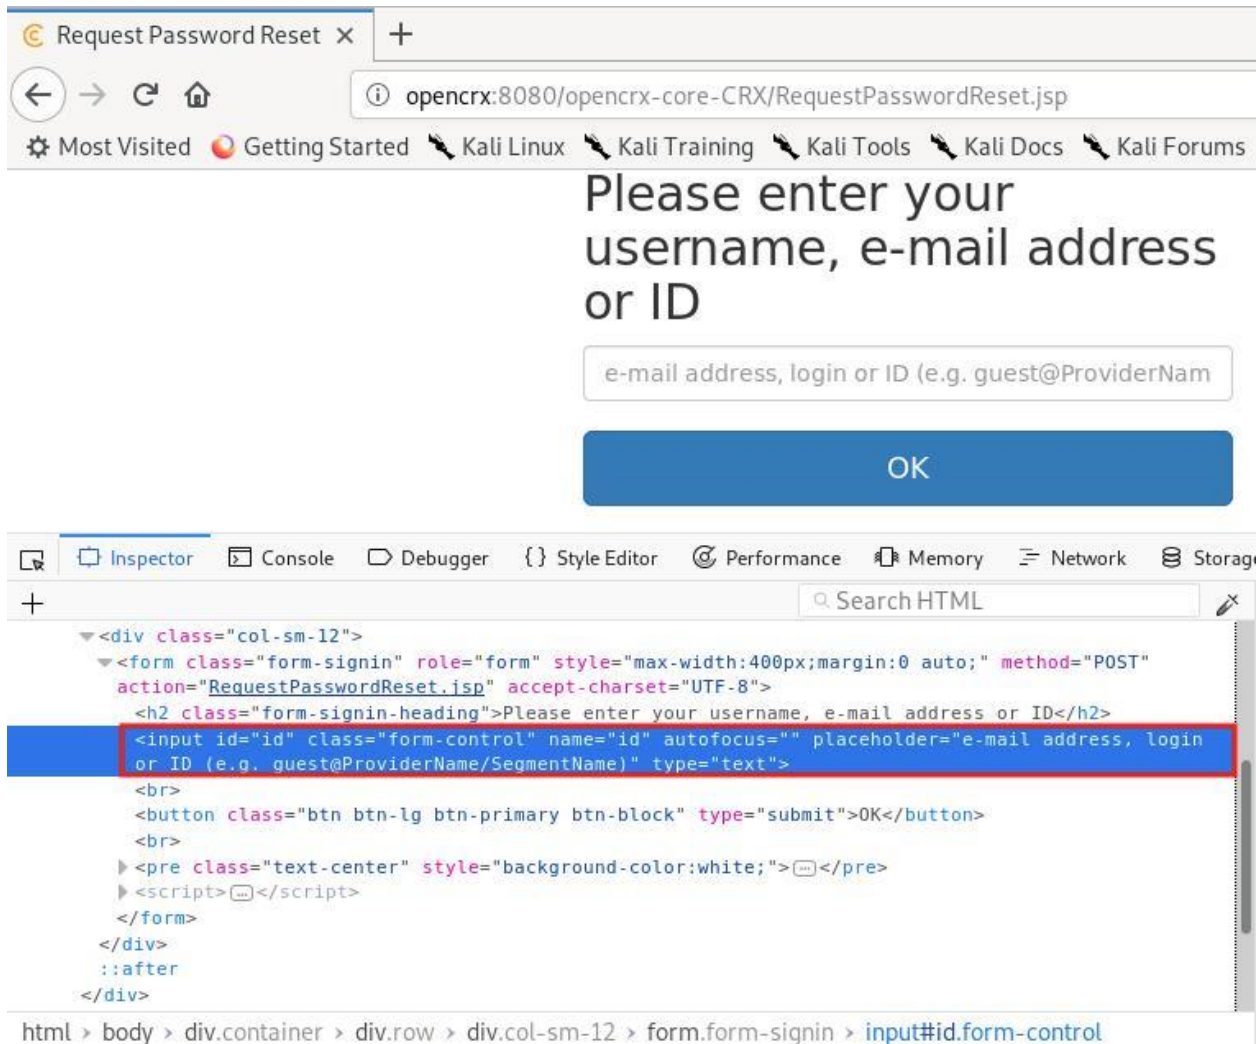 Request Password Reset × +
opencrx:8080/opencrx-core-CRX/RequestPasswordReset.jsp
Most Visited Getting Started Kali Linux Kali Training Kali Tools Kali Docs Kali Forums
Please enter your
username, e-mail address
or ID
e-mail address, login or ID (e.g. guest@ProviderNam
OK
Inspector Console Debugger {} Style Editor Performance Memory Network Storag
+ Search HTML
<div class="col-sm-12">
<form class="form-signin" role="form" style="max-width:400px;margin:0 auto;" method="POST"
action="RequestPasswordReset.jsp" accept-charset="UTF-8">
<h2 class="form-signin-heading">Please enter your username, e-mail address or ID</h2>
<input id="id" class="form-control" name="id" autofocus="" placeholder="e-mail address, login
or ID (e.g. guest@ProviderName/SegmentName)" type="text">
<br>
<button class="btn btn-lg btn-primary btn-block" type="submit">OK</button>
<br>
<pre class="text-center" style="background-color:white;">…</pre>
<script>…</script>
</form>
</div>
::after
</div>
html > body > div.container > div.row > div.col-sm-12 > form.form-signin > input#id.form-control